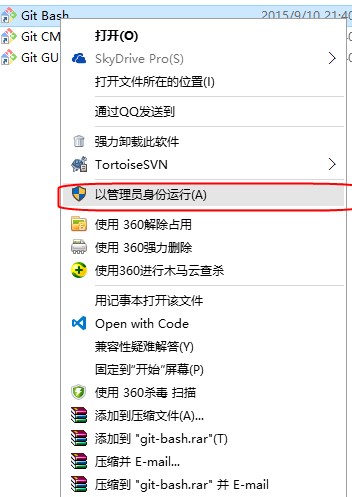 Git Bash 2015/9/10 21:40
Git CM
Git GU
打开(O)
SkyDrive Pro(S)
打开文件所在的位置(I)
通过QQ发送到
强力卸载此软件
TortoiseSVN
以管理员身份运行(A)
使用 360解除占用
使用 360强力删除
使用360进行木马云查杀
用记事本打开该文件
Open with Code
兼容性疑难解答(Y)
固定到“开始”屏幕(P)
使用 360杀毒 扫描
添加到压缩文件(A)...
添加到 "git-bash.rar"(T)
压缩并 E-mail...
压缩到 "git-bash.rar" 并 E-mail